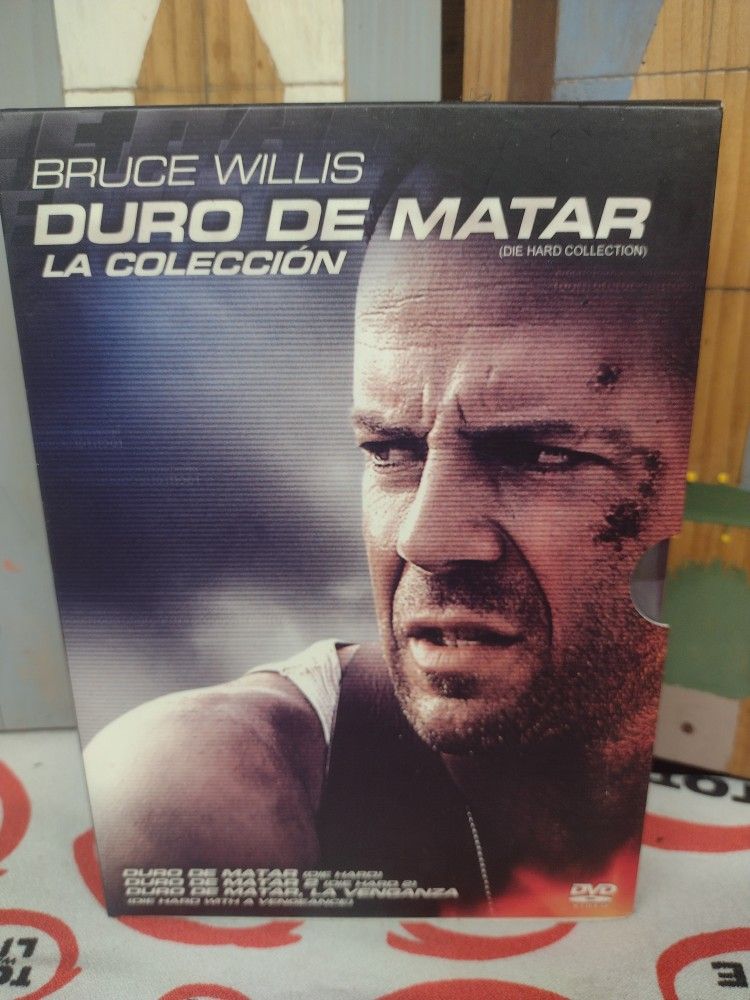 BRUCE WILLIS
DURO DE MATAR
(DIE HARD COLLECTION)
LA COLECCIÓN
DURO DE MATAR (DIE HARD)
DURO DE MATAR 2 (DIE HARD 2)
DURO DE MATAR, LA VENGANZA
(DIE HARD WITH A VENGEANCE)
DVD